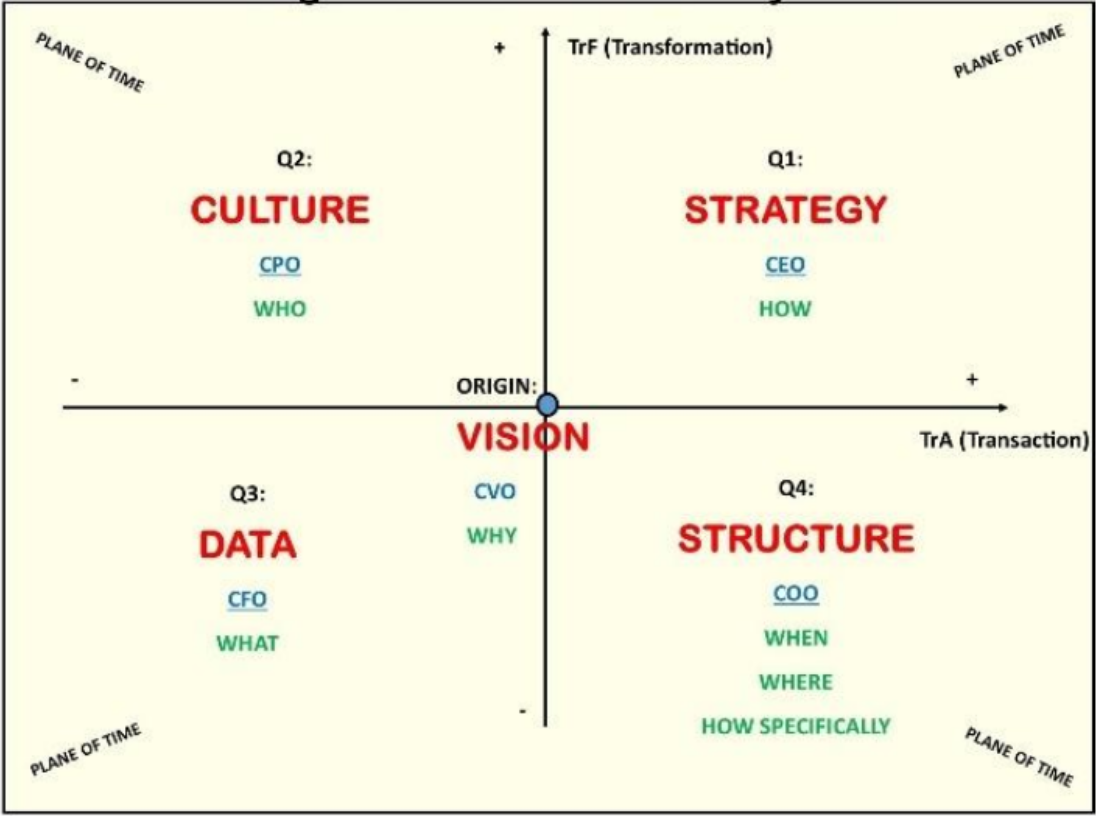 PLANE OF TIME
+
TrF (Transformation)
PLANE OF TIME
Q2:
CULTURE
CPO
WHO
Q1:
STRATEGY
CEO
HOW
-
ORIGIN:
+
VISION
CVO
WHY
TrA (Transaction)
Q3:
DATA
CFO
WHAT
Q4:
STRUCTURE
COO
WHEN
WHERE
HOW SPECIFICALLY
-
PLANE OF TIME
PLANE OF TIME